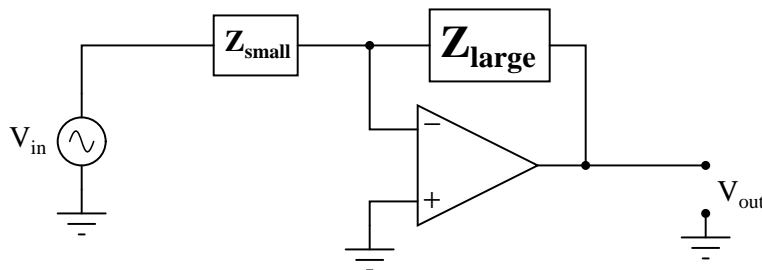 Z_small
Z_large
V_in
−
+
V_out